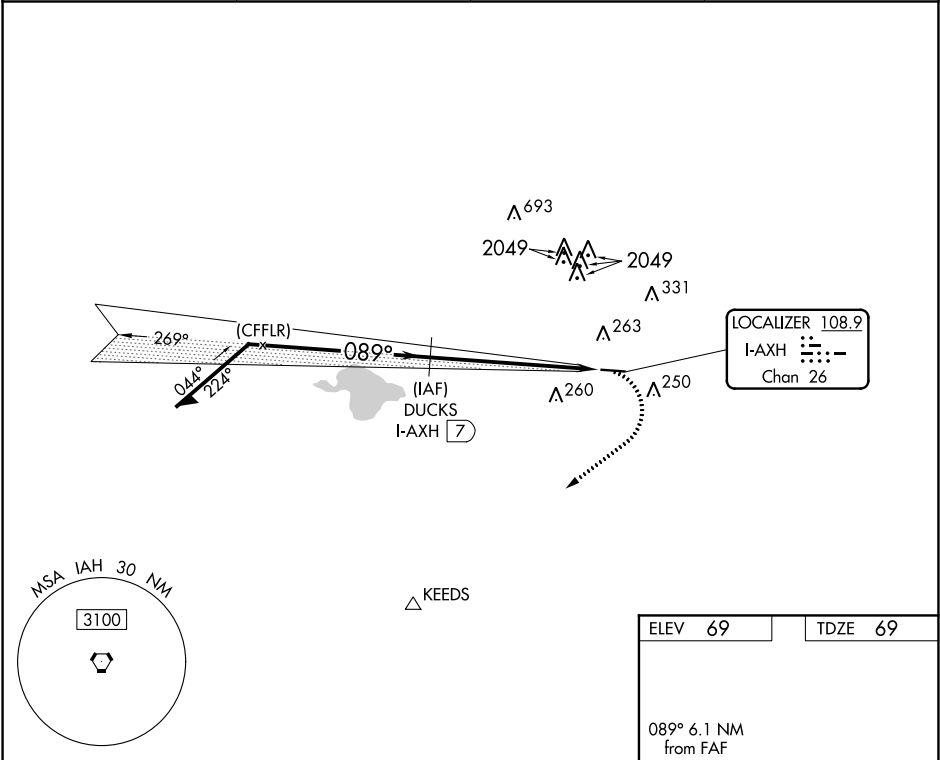 693
2049
2049
331
263
LOCALIZER 108.9
I-AXH
Chan 26
(CFFLR)
269°
089°
044°
224°
(IAF)
DUCKS
I-AXH 7
260
250
MSA IAH 30 NM
3100
KEEDS
ELEV 69
TDZE 69
089° 6.1 NM
from FAF